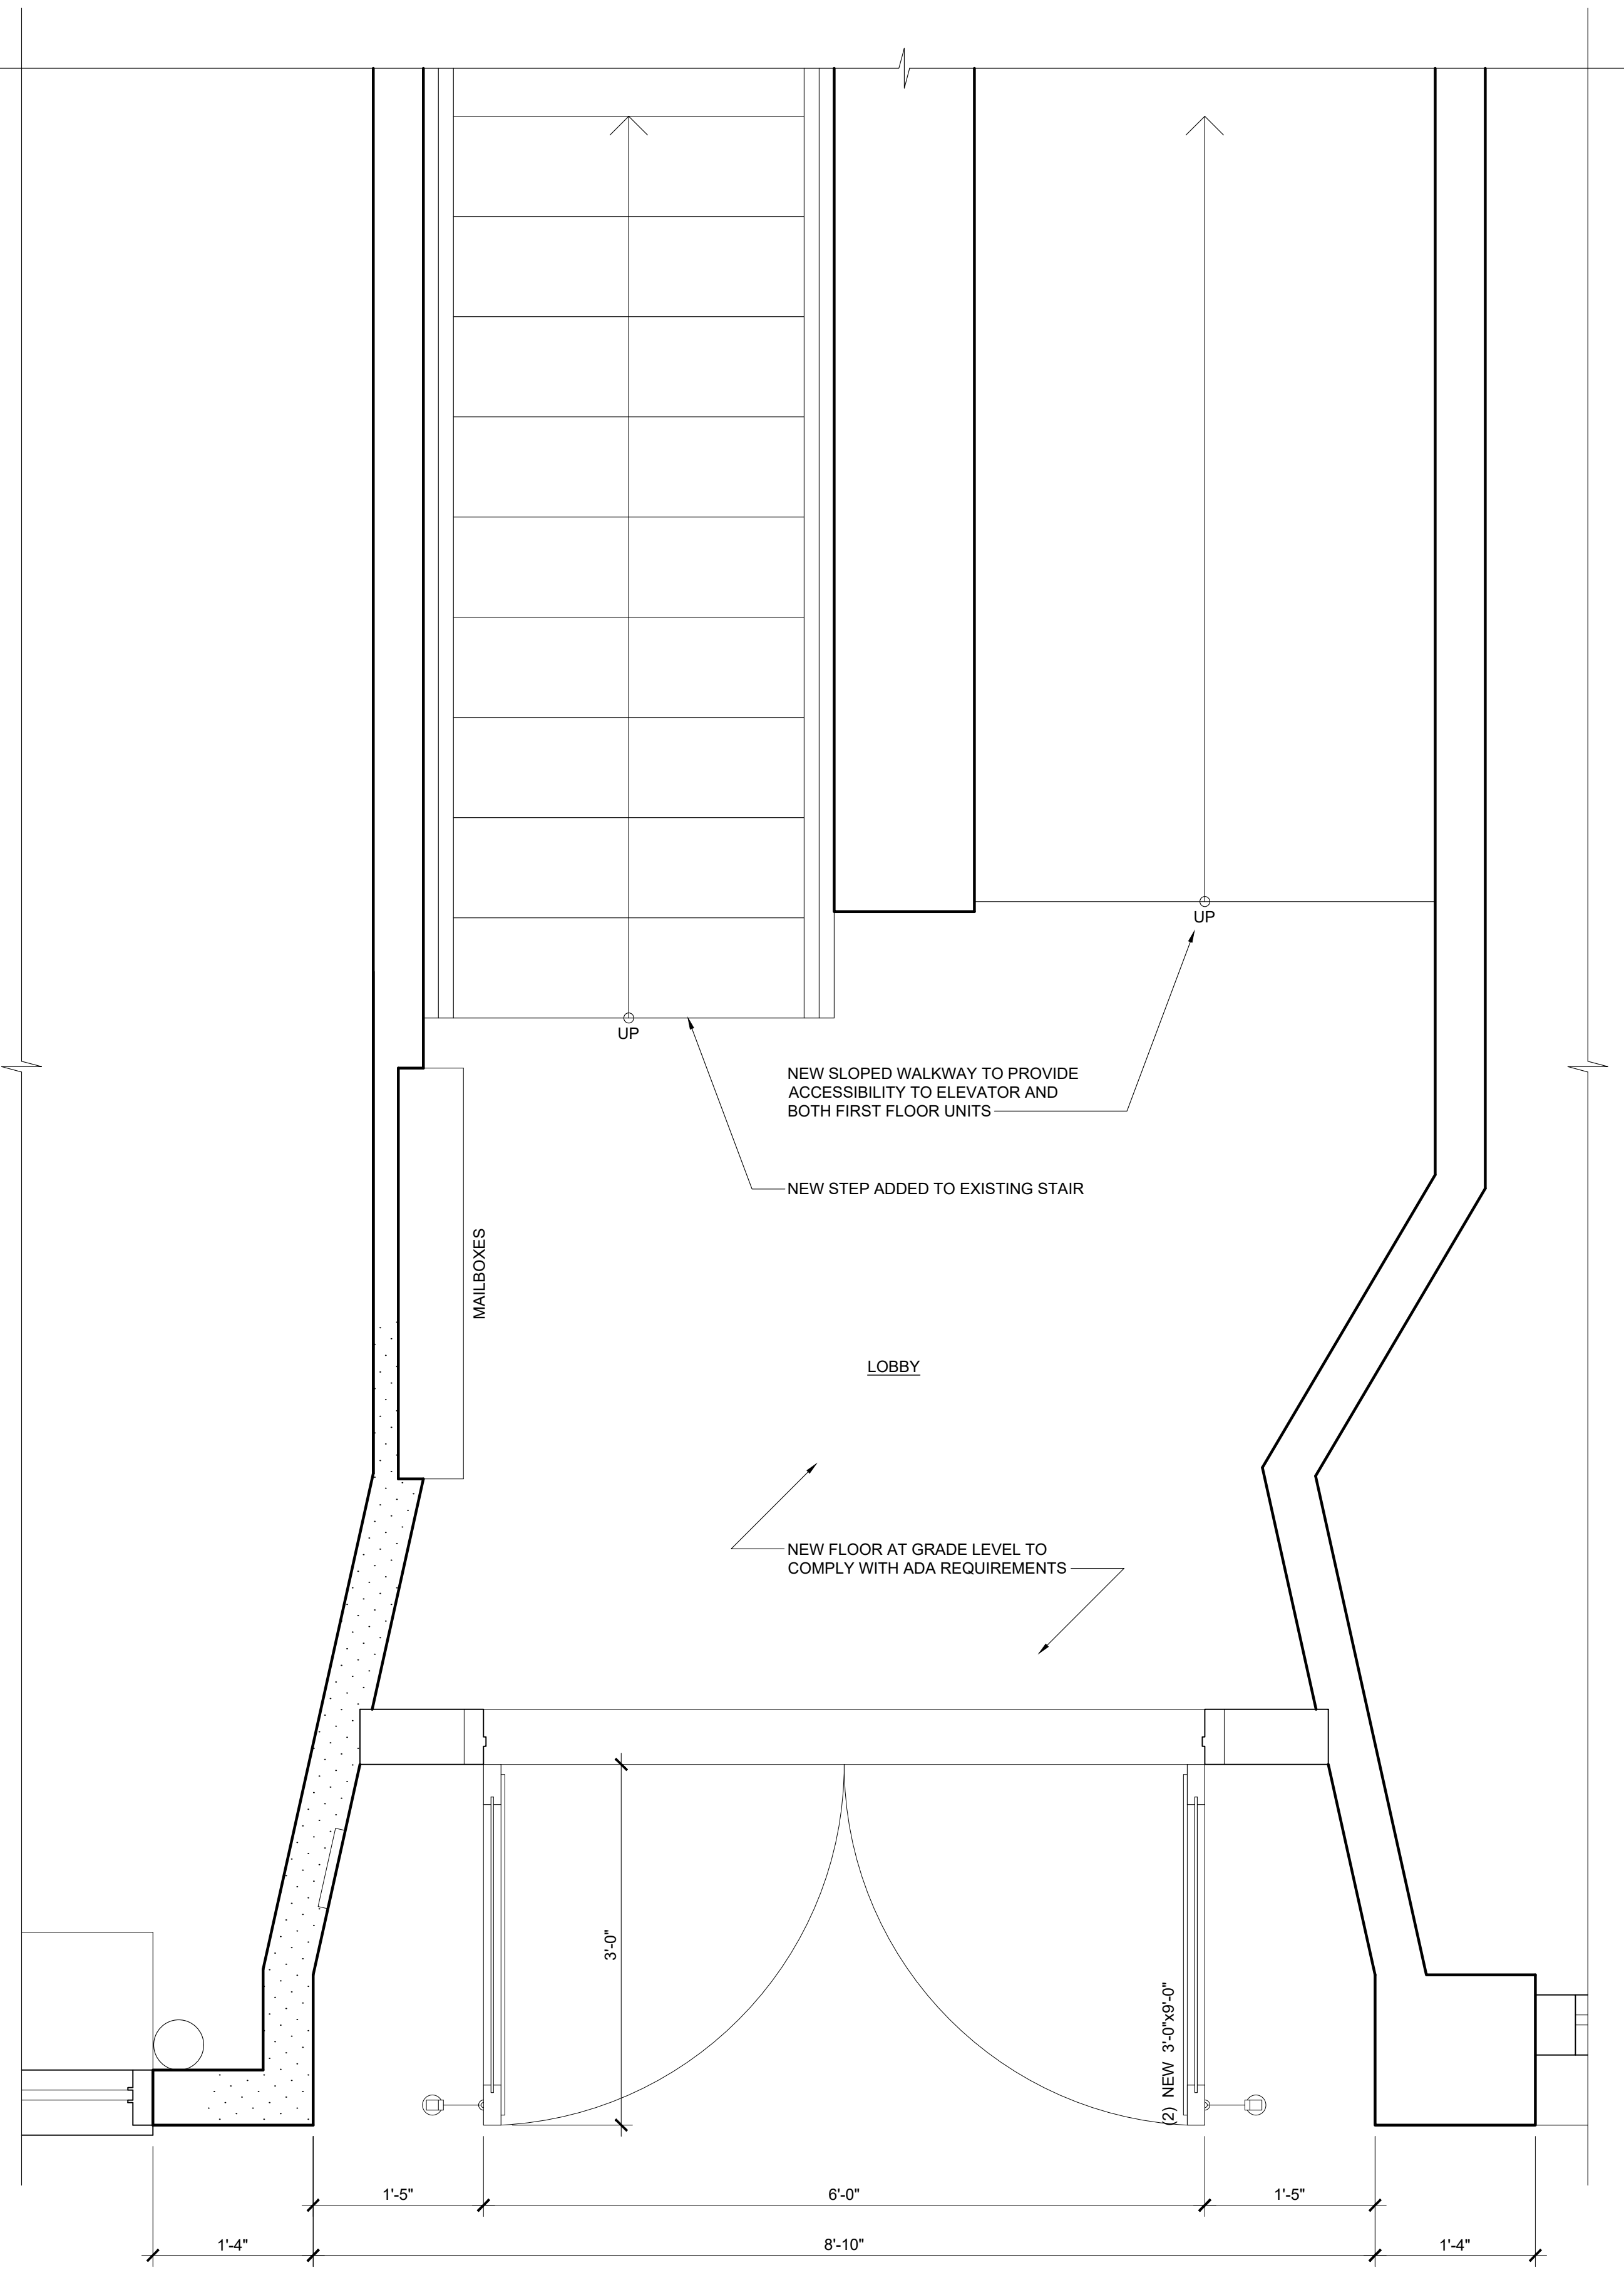 UP
UP
NEW SLOPED WALKWAY TO PROVIDE
ACCESSIBILITY TO ELEVATOR AND
BOTH FIRST FLOOR UNITS
NEW STEP ADDED TO EXISTING STAIR
MAILBOXES
LOBBY
NEW FLOOR AT GRADE LEVEL TO
COMPLY WITH ADA REQUIREMENTS
3'-0"
(2) NEW 3'-0"x9'-0"
1'-5"
6'-0"
1'-5"
1'-4"
8'-10"
1'-4"